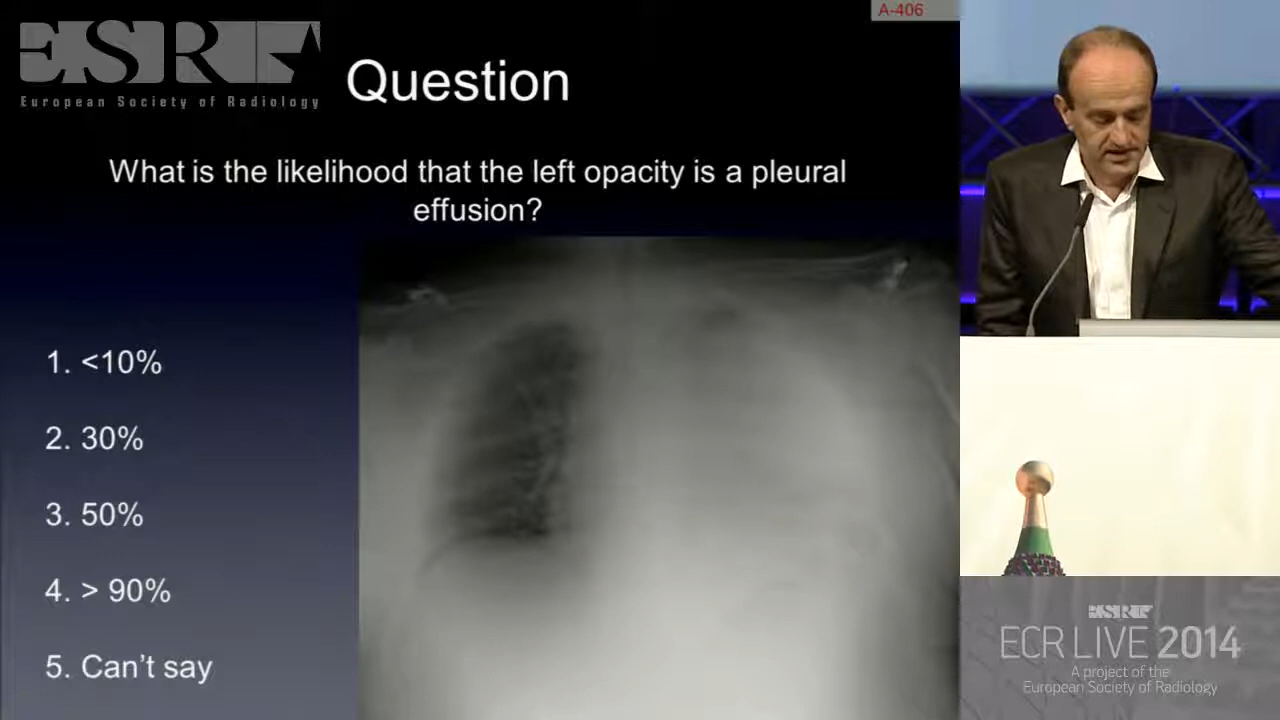 A-406
ESR
European Society of Radiology
Question
What is the likelihood that the left opacity is a pleural
effusion?
1. <10%
2. 30%
3. 50%
4. > 90%
5. Can't say
ESR
ECR LIVE 2014
A project of the
European Society of Radiology